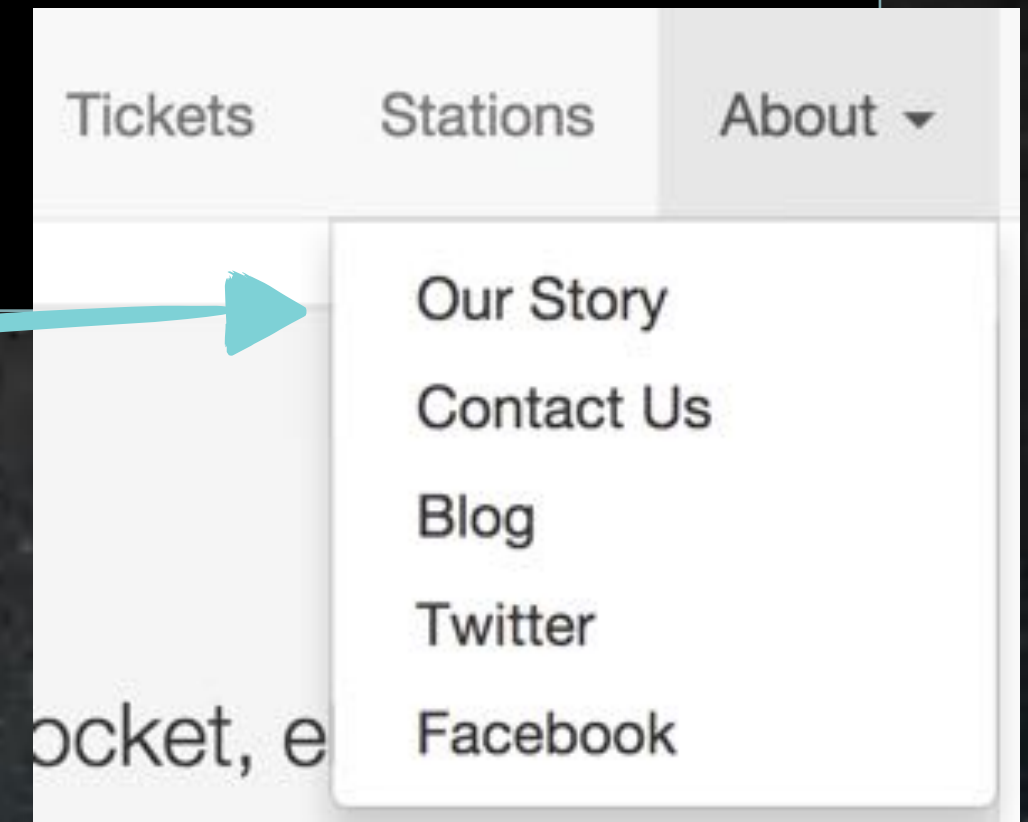 Tickets Stations About
Our Story
Contact Us
Blog
Twitter
Facebook
ocket, e